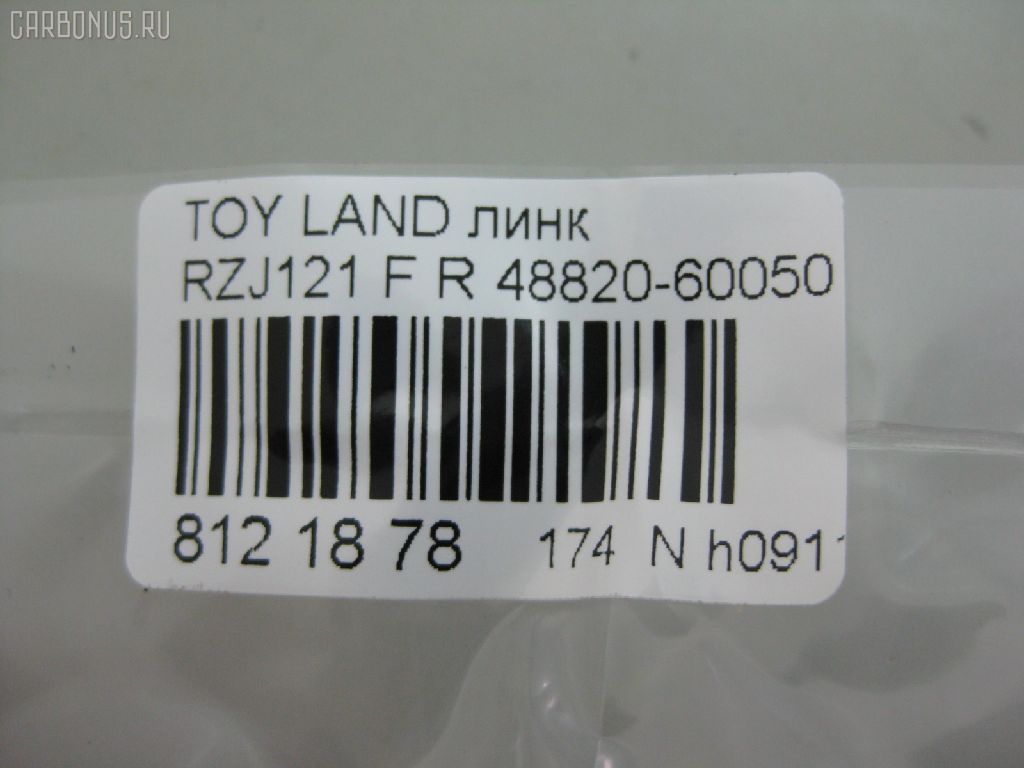 CARBONUS.RU
TOY LAND линк
RZJ121 F R 48820-60050
812 18 78 174 N h091